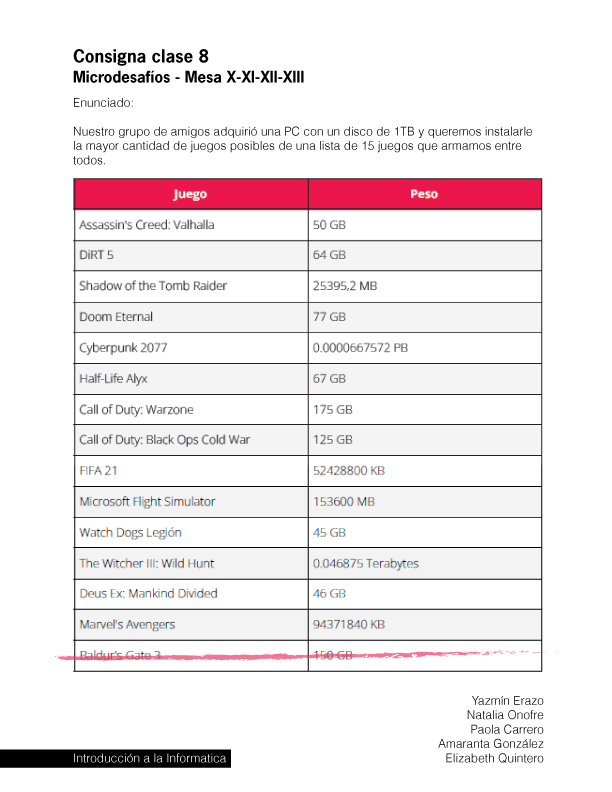 Consigna clase 8
Microdesafíos - Mesa X-XI-XII-XIII
Enunciado:
Nuestro grupo de amigos adquirió una PC con un disco de 1TB y queremos instalarle
la mayor cantidad de juegos posibles de una lista de 15 juegos que armamos entre
todos.
Juego Peso
Assassin's Creed: Valhalla 50 GB
DiRT 5 64 GB
Shadow of the Tomb Raider 25395,2 MB
Doom Eternal 77 GB
Cyberpunk 2077 0.0000667572 PB
Half-Life Alyx 67 GB
Call of Duty: Warzone 175 GB
Call of Duty: Black Ops Cold War 125 GB
FIFA 21 52428800 KB
Microsoft Flight Simulator 153600 MB
Watch Dogs Legión 45 GB
The Witcher III: Wild Hunt 0.046875 Terabytes
Deus Ex: Mankind Divided 46 GB
Marvel's Avengers 94371840 KB
Baldur's Gate 3 150 GB
Yazmín Erazo
Natalia Onofre
Paola Carrero
Amaranta González
Elizabeth Quintero
Introducción a la Informatica